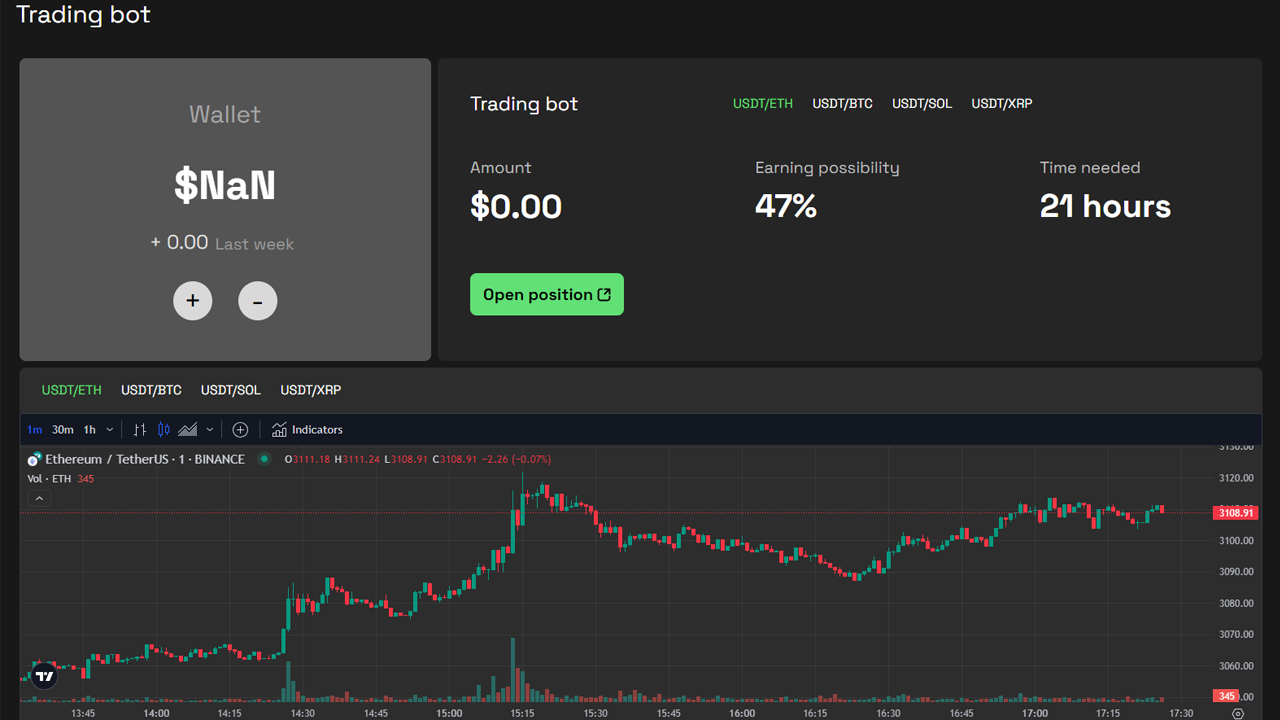 Trading bot
Wallet
$NaN
+ 0.00 Last week
+ -
Trading bot
USDT/ETH USDT/BTC USDT/SOL USDT/XRP
Amount Earning possibility Time needed
$0.00 47% 21 hours
Open position
USDT/ETH USDT/BTC USDT/SOL USDT/XRP
1m 30m 1h Indicators
Ethereum / TetherUS · 1 · BINANCE O3111.18 H3111.24 L3108.91 C3108.91 -2.26 (-0.07%)
Vol · ETH 345
3130.00
3120.00
3108.91
3100.00
3090.00
3080.00
3070.00
3060.00
345
.00
13:45 14:00 14:15 14:30 14:45 15:00 15:15 15:30 15:45 16:00 16:15 16:30 16:45 17:00 17:15 17:30